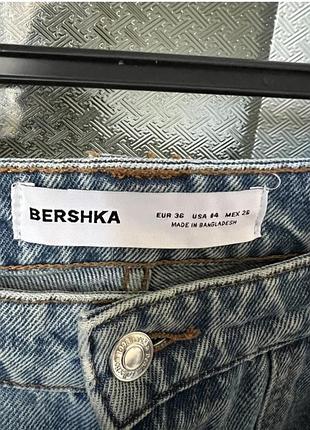 BERSHKA
EUR 36 USA #4 MEX 26
MADE IN BANGLADESH